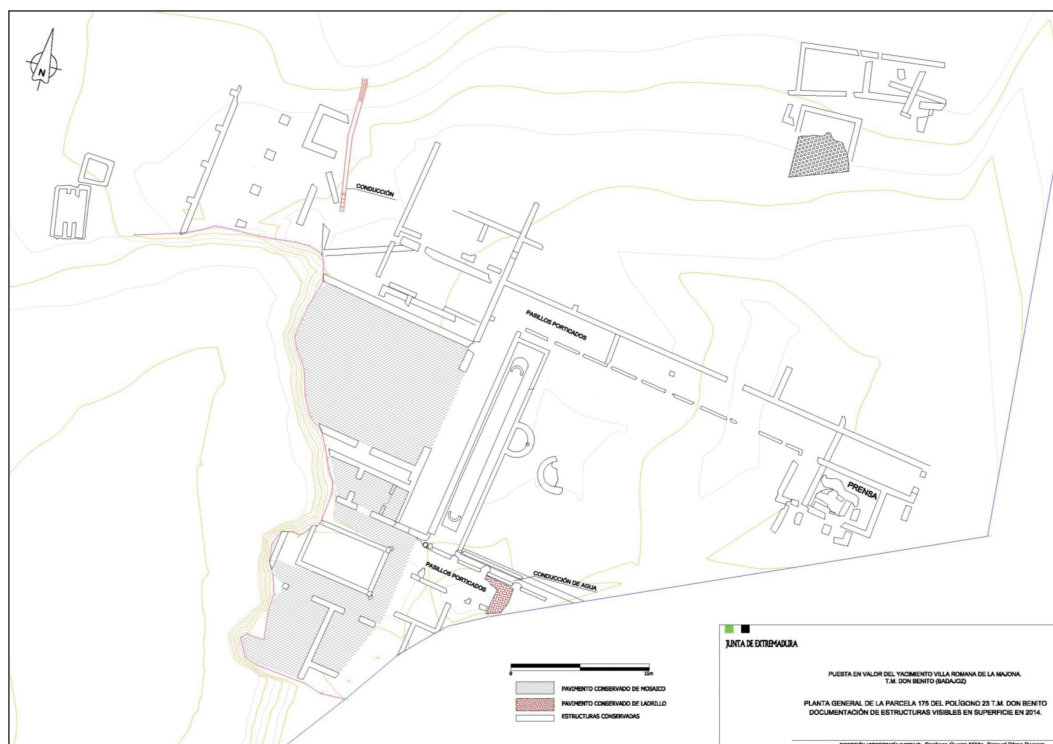 N
CONDUCCIÓN
PASILLOS PORTICADOS
PRENSA
PASILLOS PORTICADOS
CONDUCCIÓN DE AGUA
0 15m
PAVIMENTO CONSERVADO DE MOSAICO
PAVIMENTO CONSERVADO DE LADRILLO
ESTRUCTURAS CONSERVADAS
JUNTA DE EXTREMADURA
PUESTA EN VALOR DEL YACIMIENTO VILLA ROMANA DE LA MAJONA.
T.M. DON BENITO (BADAJOZ)
PLANTA GENERAL DE LA PARCELA 175 DEL POLÍGONO 23 T.M. DON BENITO
DOCUMENTACIÓN DE ESTRUCTURAS VISIBLES EN SUPERFICIE EN 2014.